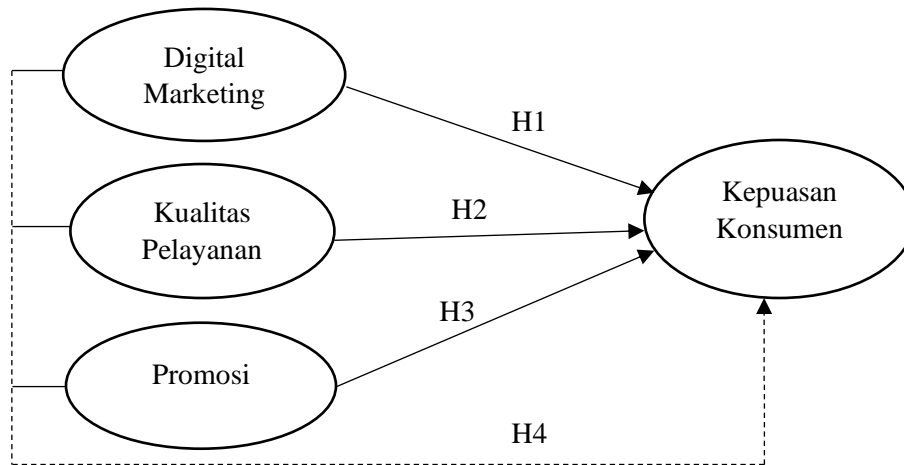 Digital
Marketing
H1
Kualitas
Pelayanan
H2
Kepuasan
Konsumen
H3
Promosi
H4